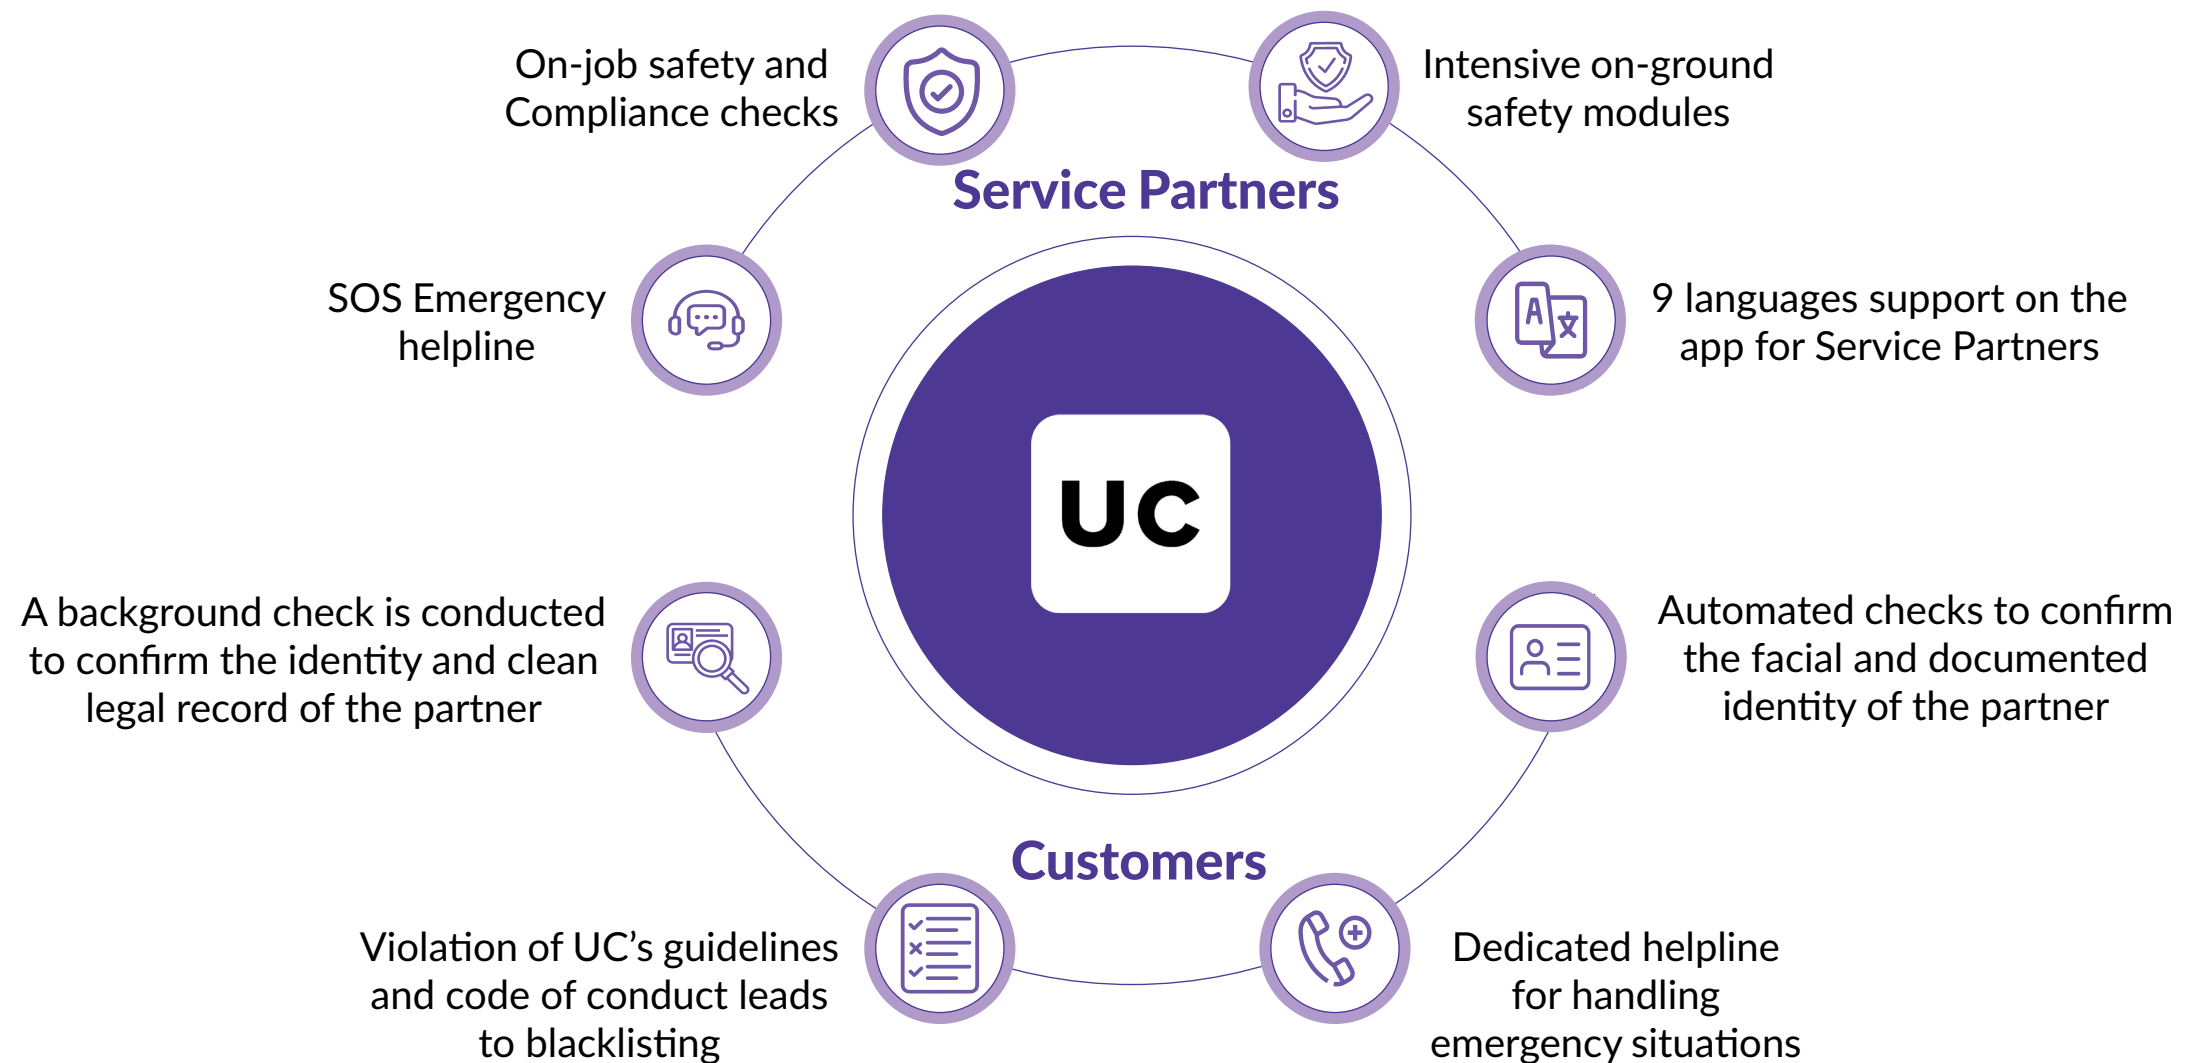 On-job safety and
Compliance checks
Intensive on-ground
safety modules
Service Partners
SOS Emergency
helpline
9 languages support on the
app for Service Partners
UC
A background check is conducted
to confirm the identity and clean
legal record of the partner
Automated checks to confirm
the facial and documented
identity of the partner
Customers
Violation of UC’s guidelines
and code of conduct leads
to blacklisting
Dedicated helpline
for handling
emergency situations